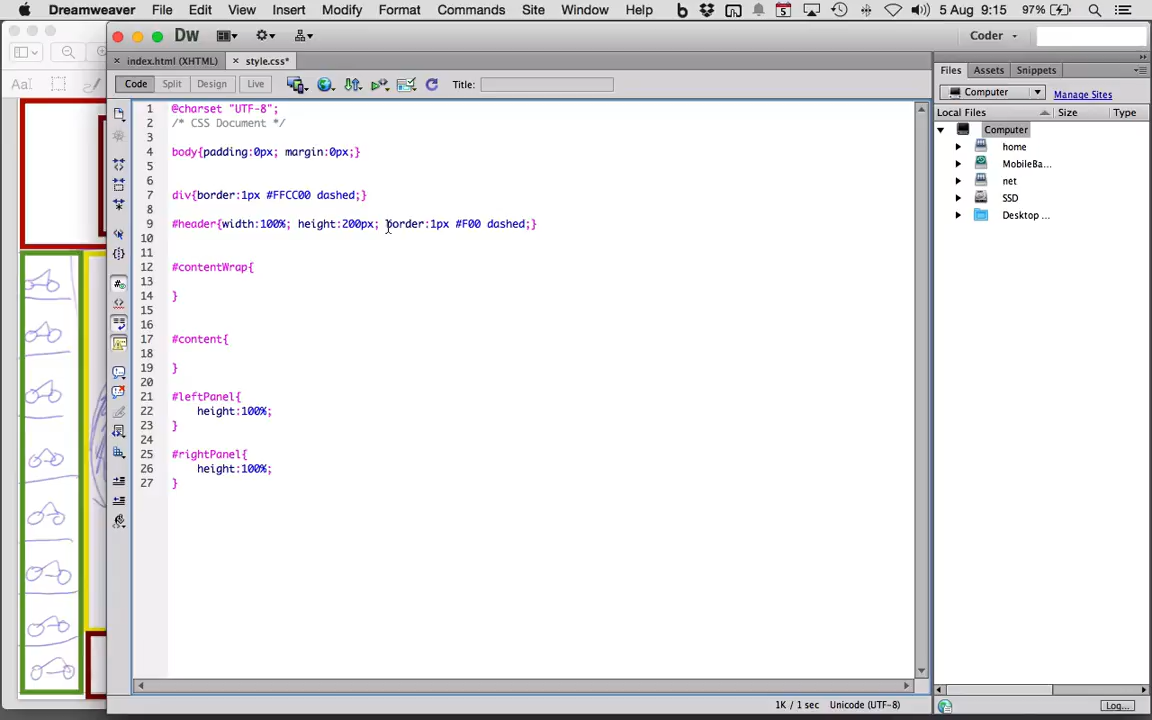 Dreamweaver File Edit View Insert Modify Format Commands Site Window Help 5 5 Aug 9:15 97%
Dw Coder
index.html (XHTML) style.css*
Code Split Design Live Title:
1 @charset "UTF-8";
2 /* CSS Document */
3
4 body{padding:0px; margin:0px;}
5
6
7 div{border:1px #FFCC00 dashed;}
8
9 #header{width:100%; height:200px; border:1px #F00 dashed;}
10
11
12 #contentWrap{
13
14 }
15
16
17 #content{
18
19 }
20
21 #leftPanel{
22 height:100%;
23 }
24
25 #rightPanel{
26 height:100%;
27 }
1K / 1 sec Unicode (UTF-8)
Files Assets Snippets
Computer Manage Sites
Local Files Size Type
Computer
home
MobileBa...
net
SSD
Desktop ...
Log...